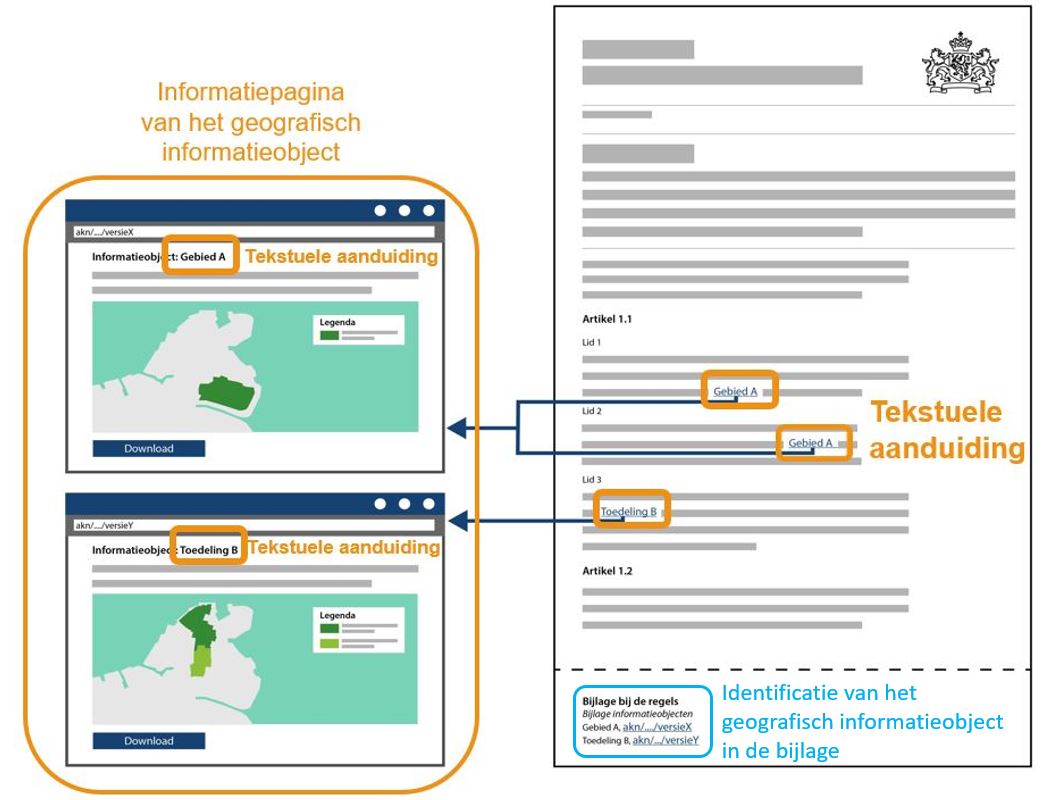 Informatiepagina
van het geografisch
informatieobject
akn/..../versieX
Informatieobject: Gebied A
Tekstuele aanduiding
Legenda
Download
akn/..../versieY
Informatieobject: Toedeling B
Tekstuele aanduiding
Legenda
Download
Artikel 1.1
Lid 1
Gebied A
Lid 2
Gebied A
Tekstuele
aanduiding
Lid 3
Toedeling B
Artikel 1.2
Bijlage bij de regels
Bijlage informatieobjecten
Gebied A, akn/..../versieX
Toedeling B, akn/..../versieY
Identificatie van het
geografisch informatieobject
in de bijlage